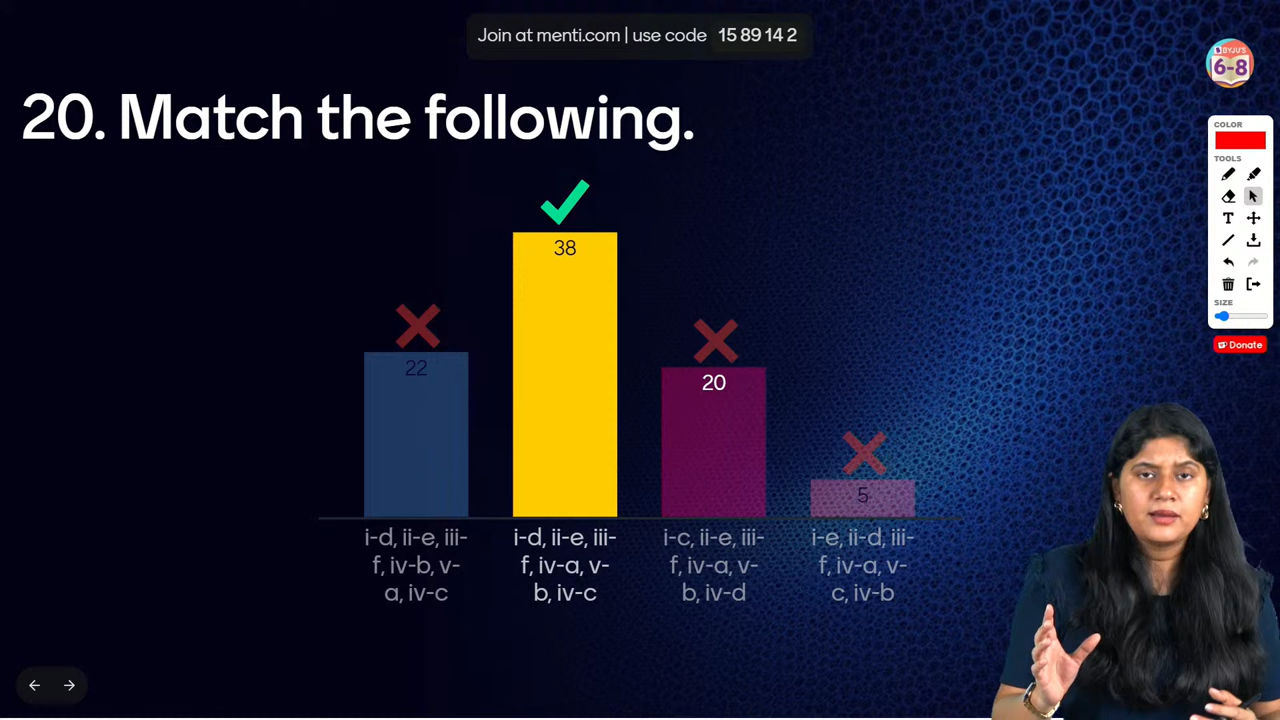 Join at menti.com | use code 15 89 14 2
BYJU'S
6-8
20. Match the following.
COLOR
TOOLS
T
SIZE
Donate
38
22
20
5
i-d, ii-e, iii-
f, iv-b, v-
a, iv-c
i-d, ii-e, iii-
f, iv-a, v-
b, iv-c
i-c, ii-e, iii-
f, iv-a, v-
b, iv-d
i-e, ii-d, iii-
f, iv-a, v-
c, iv-b